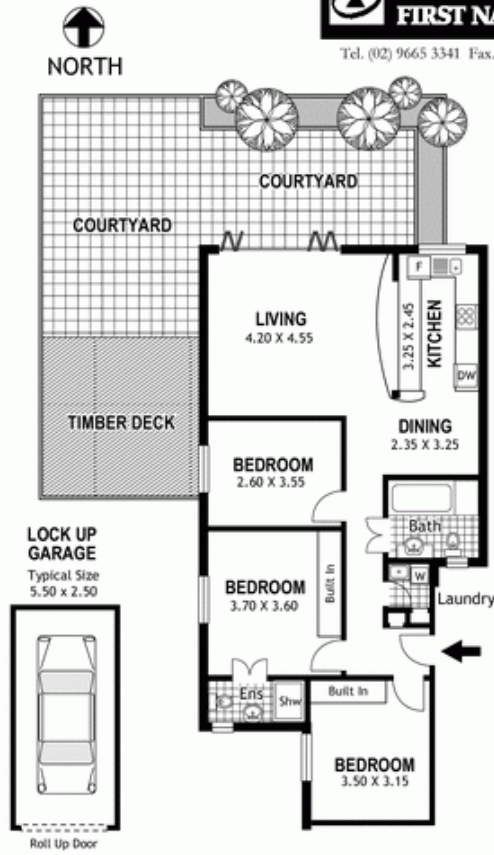 FIRST NA
Tel. (02) 9665 3341 Fax.
NORTH
COURTYARD
COURTYARD
LIVING
4.20 X 4.55
F
3.25 X 2.45
KITCHEN
DW
TIMBER DECK
DINING
2.35 X 3.25
BEDROOM
2.60 X 3.55
Bath
LOCK UP
GARAGE
Typical Size
5.50 x 2.50
BEDROOM
3.70 X 3.60
Built In
W
Laundry
Ens
Shw
Built In
BEDROOM
3.50 X 3.15
Roll Up Door